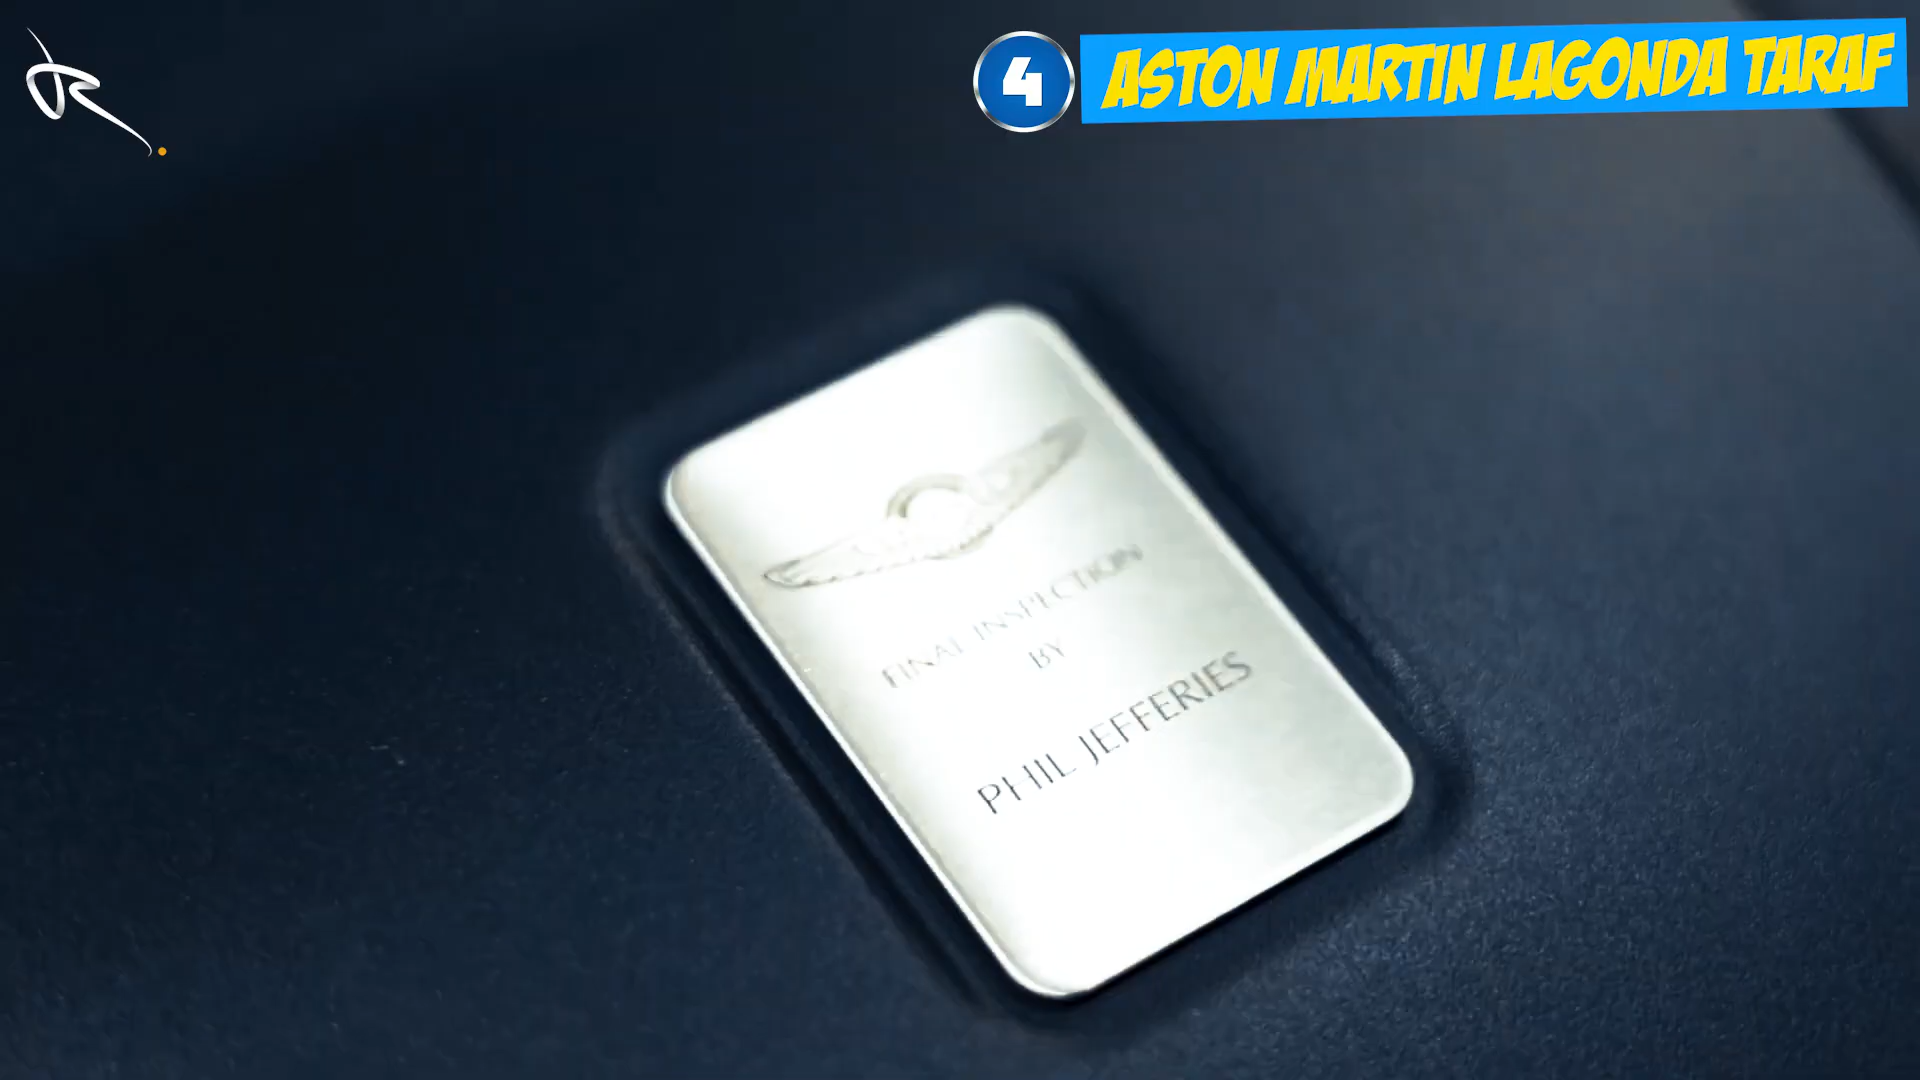 4 ASTON MARTIN LAGONDA TARAF
FINAL INSPECTION
BY
PHIL JEFFERIES